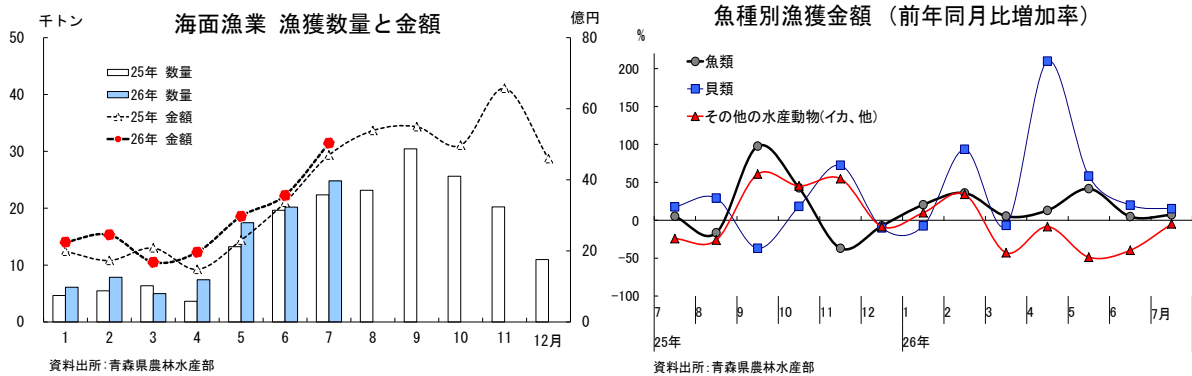 海面漁業 漁獲数量と金額
千トン
億円
50
40
30
20
10
0
80
60
40
20
0
25年 数量
26年 数量
25年 金額
26年 金額
1 2 3 4 5 6 7 8 9 10 11 12月
資料出所：青森県農林水産部
魚種別漁獲金額 （前年同月比増加率）
%
200
150
100
50
0
-50
-100
魚類
貝類
その他の水産動物(イカ、他)
7 8 9 10 11 12 1 2 3 4 5 6 7月
25年 26年
資料出所：青森県農林水産部